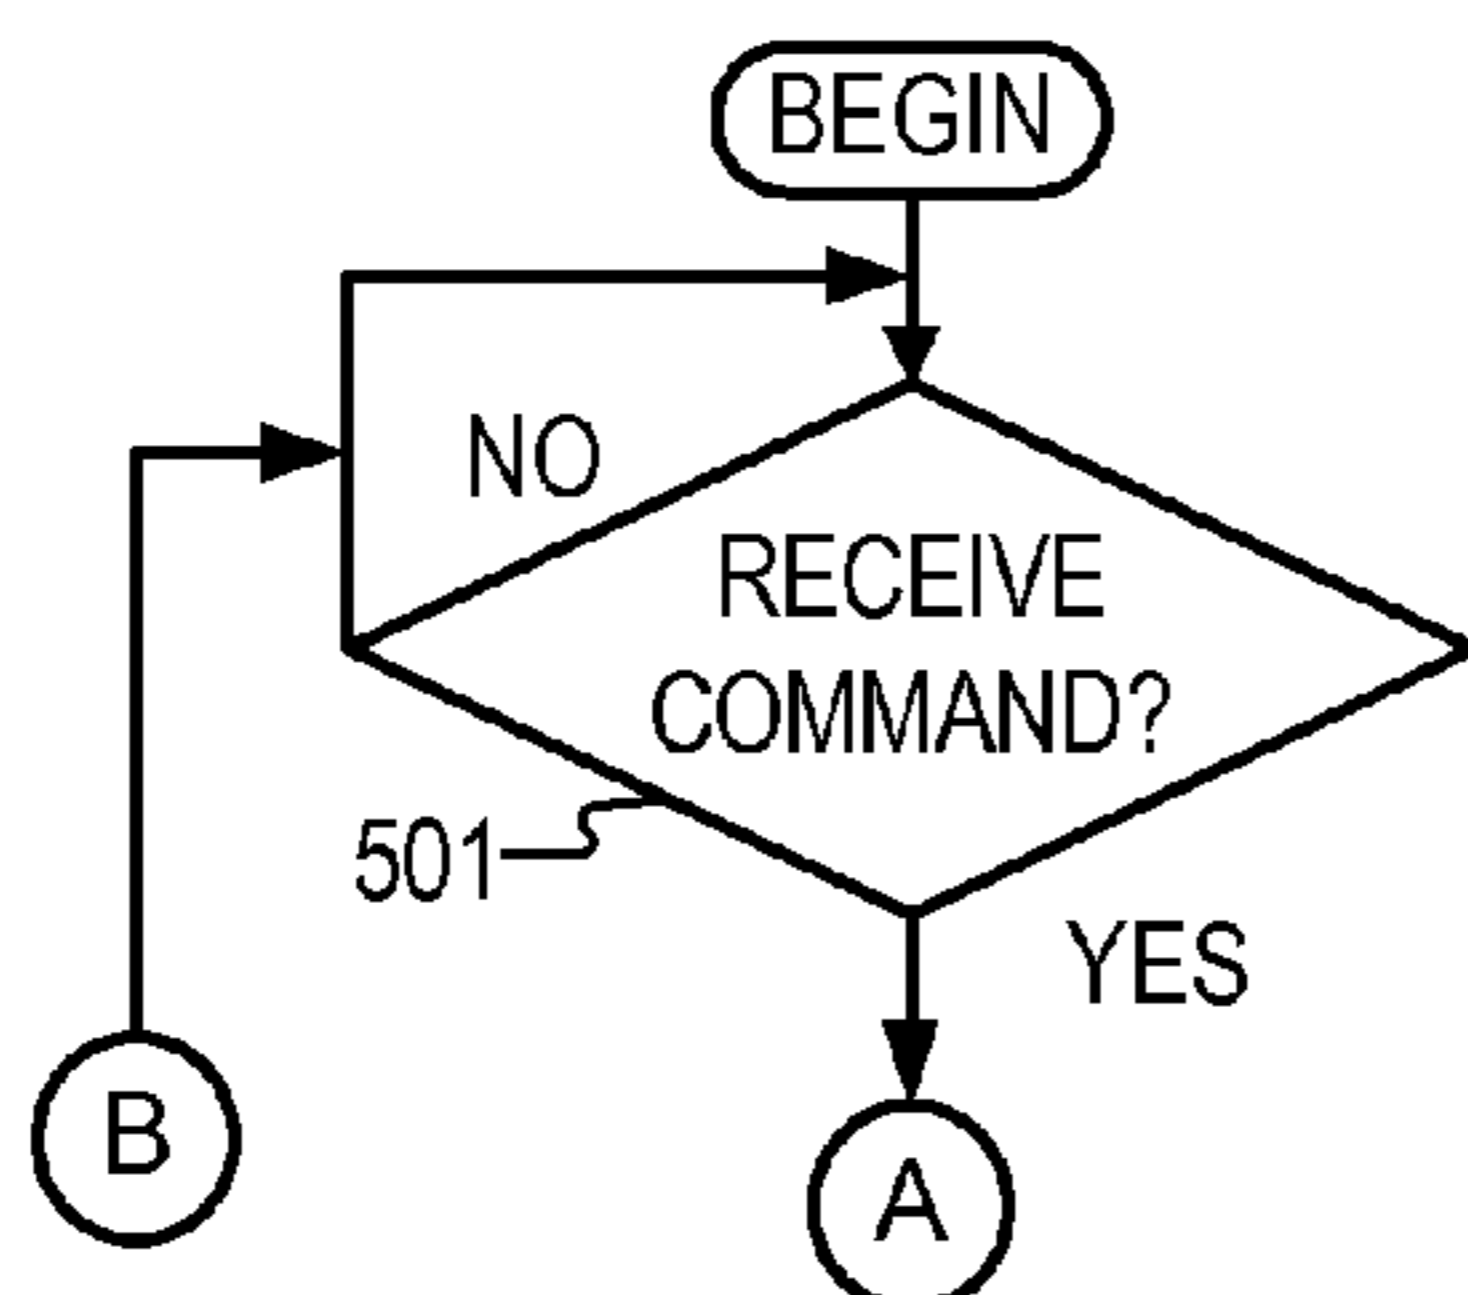 BEGIN
NO
RECEIVE
COMMAND?
501
YES
B
A